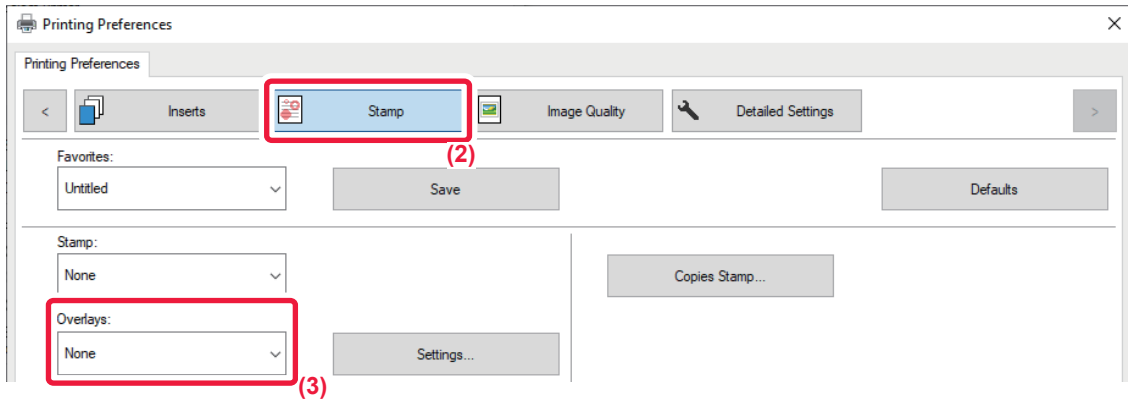 Printing Preferences
Printing Preferences
< Inserts Stamp Image Quality Detailed Settings >
(2)
Favorites:
Untitled Save Defaults
Stamp:
None Copies Stamp...
Overlays:
None Settings...
(3)